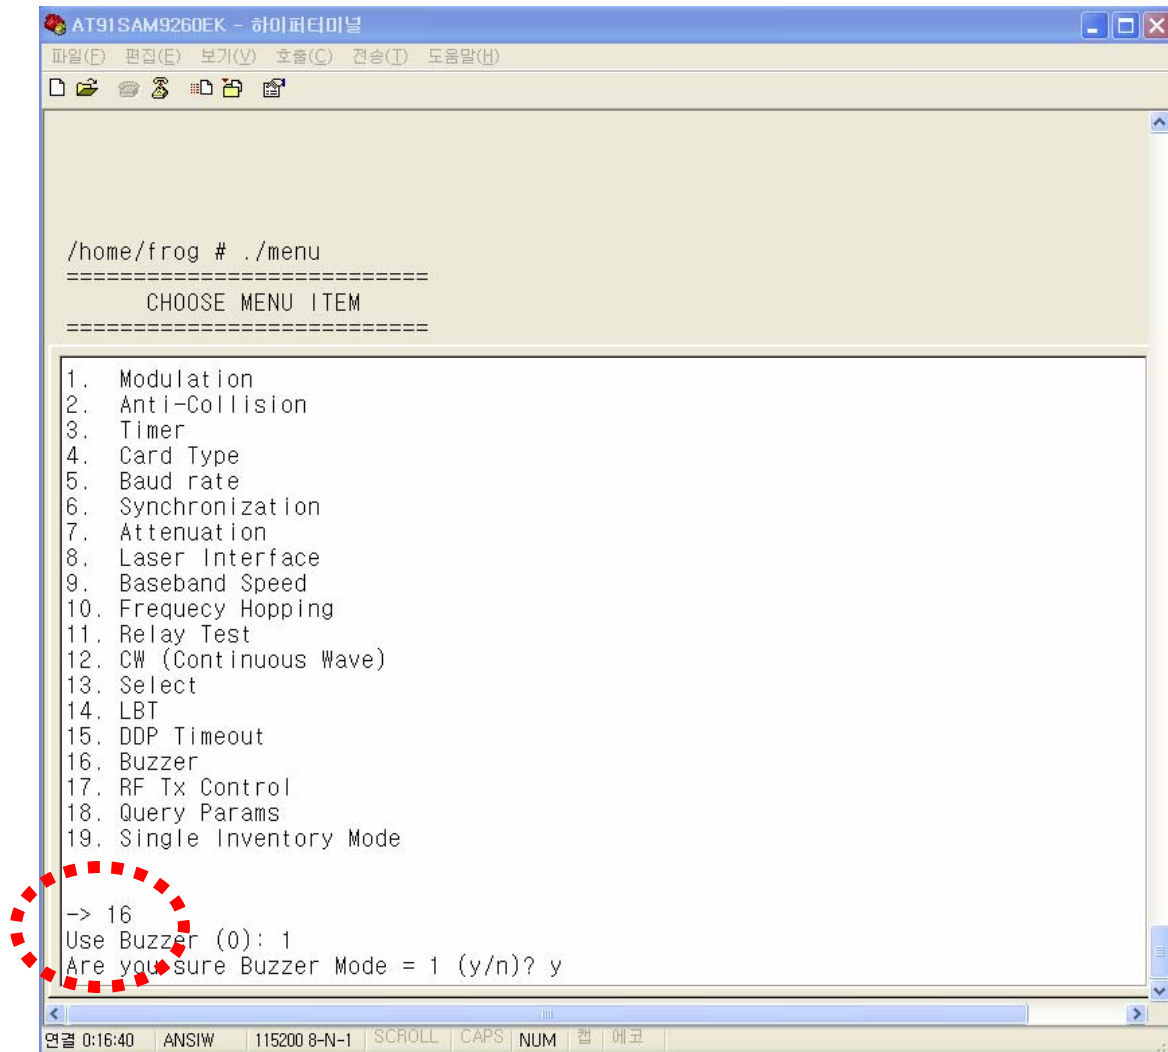 AT91SAM9260EK - 하이퍼터미널
파일(F) 편집(E) 보기(V) 호출(C) 전송(T) 도움말(H)
/home/frog # ./menu
===========================
CHOOSE MENU ITEM
===========================
1. Modulation
2. Anti-Collision
3. Timer
4. Card Type
5. Baud rate
6. Synchronization
7. Attenuation
8. Laser Interface
9. Baseband Speed
10. Frequecy Hopping
11. Relay Test
12. CW (Continuous Wave)
13. Select
14. LBT
15. DDP Timeout
16. Buzzer
17. RF Tx Control
18. Query Params
19. Single Inventory Mode
-> 16
Use Buzzer (0): 1
Are you sure Buzzer Mode = 1 (y/n)? y
연결 0:16:40 ANSIW 115200 8-N-1 SCROLL CAPS NUM 캡 에코